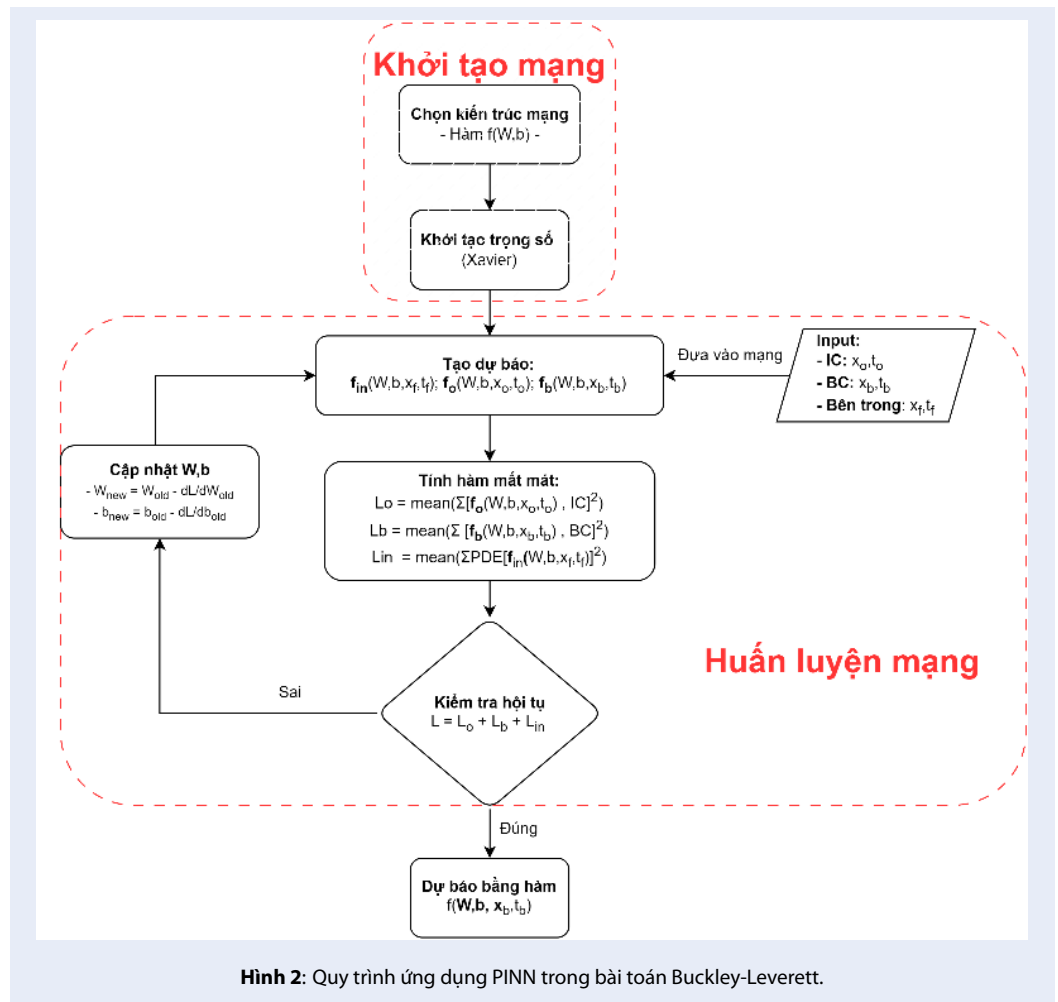 Khởi tạo mạng
Chọn kiến trúc mạng
- Hàm f(W,b) -
Khởi tạc trọng số
(Xavier)
Tạo dự báo:
f_in(W,b,x_f,t_f); f_o(W,b,x_o,t_o); f_b(W,b,x_b,t_b)
Đựa vào mạng
Input:
- IC: x_o,t_o
- BC: x_b,t_b
- Bên trong: x_f,t_f
Cập nhật W,b
- W_new = W_old - dL/dW_old
- b_new = b_old - dL/db_old
Tính hàm mất mát:
Lo = mean(Σ[f_o(W,b,x_o,t_o) , IC]²)
Lb = mean(Σ [f_b(W,b,x_b,t_b) , BC]²)
Lin = mean(ΣPDE[f_in(W,b,x_f,t_f)]²)
Huấn luyện mạng
Sai
Kiểm tra hội tụ
L = L_o + L_b + L_in
Đúng
Dự báo bằng hàm
f(W,b, x_b,t_b)
Hình 2: Quy trình ứng dụng PINN trong bài toán Buckley-Leverett.